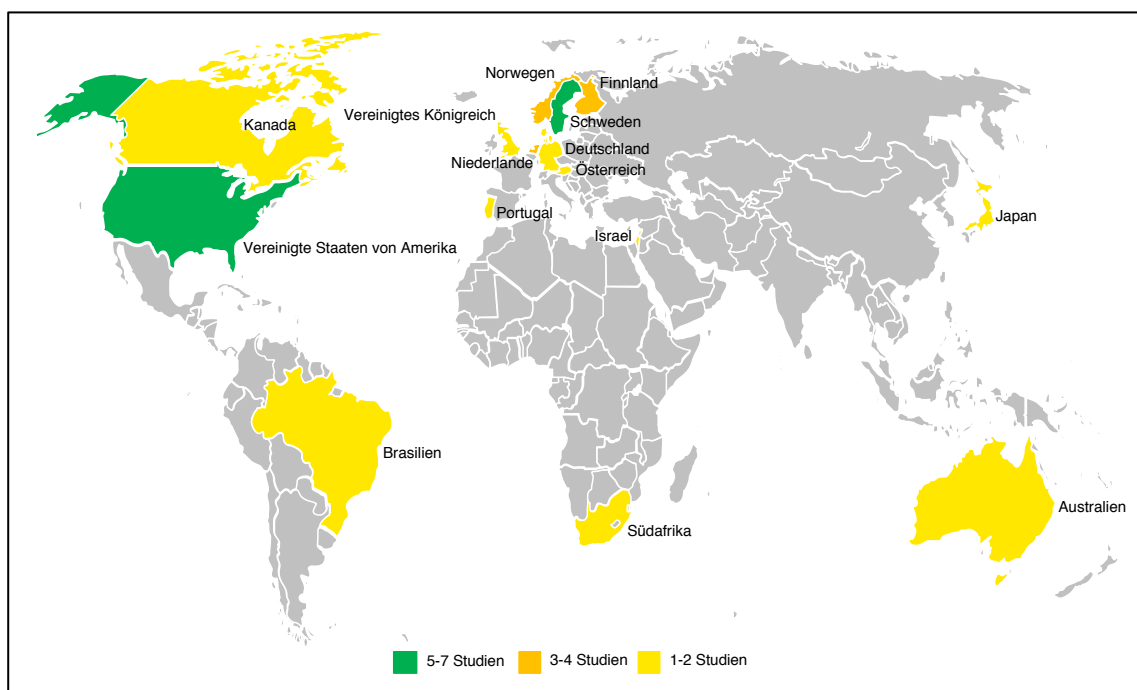 Norwegen
Finnland
Vereinigtes Königreich
Kanada
Schweden
Deutschland
Niederlande
Österreich
Portugal
Japan
Israel
Vereinigte Staaten von Amerika
Brasilien
Australien
Südafrika
5-7 Studien
3-4 Studien
1-2 Studien